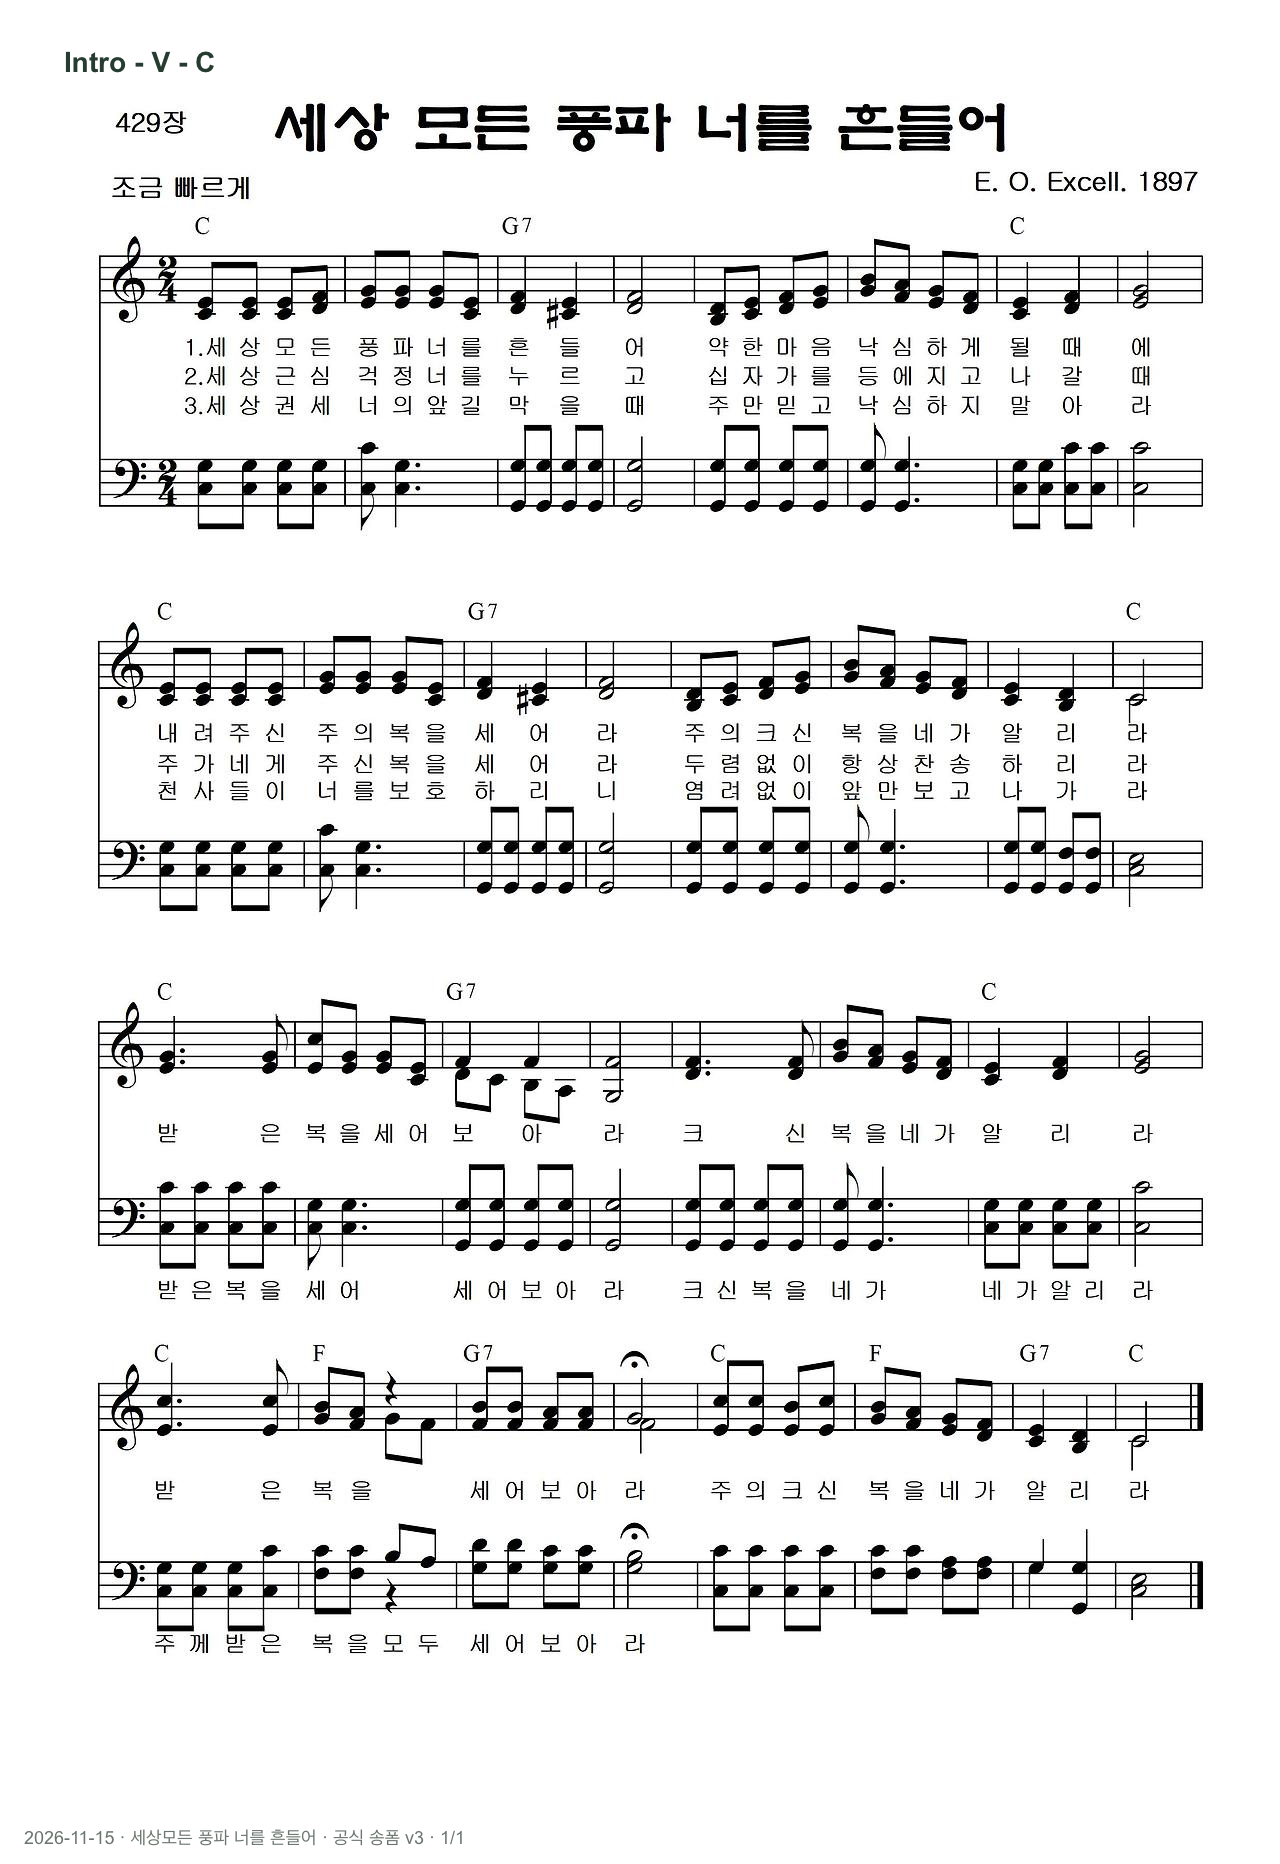 Intro - V - C
429장
세상 모든 풍파 너를 흔들어
조금 빠르게
E. O. Excell. 1897
C G7 C
1.세 상 모 든 풍 파 너 를 흔 들 어 약 한 마 음 낙 심 하 게 될 때 에
2.세 상 근 심 걱 정 너 를 누 르 고 십 자 가 를 등 에 지 고 나 갈 때
3.세 상 권 세 너 의 앞 길 막 을 때 주 만 믿 고 낙 심 하 지 말 아 라
C G7 C
내 려 주 신 주 의 복 을 세 어 라 주 의 크 신 복 을 네 가 알 리 라
주 가 네 게 주 신 복 을 세 어 라 두 렴 없 이 항 상 찬 송 하 리 라
천 사 들 이 너 를 보 호 하 리 니 염 려 없 이 앞 만 보 고 나 가 라
C G7 C
받 은 복 을 세 어 보 아 라 크 신 복 을 네 가 알 리 라
받 은 복 을 세 어 세 어 보 아 라 크 신 복 을 네 가 네 가 알 리 라
C F G7 C F G7 C
받 은 복 을 세 어 보 아 라 주 의 크 신 복 을 네 가 알 리 라
주 께 받 은 복 을 모 두 세 어 보 아 라
2026-11-15 · 세상모든 풍파 너를 흔들어 · 공식 송폼 v3 · 1/1